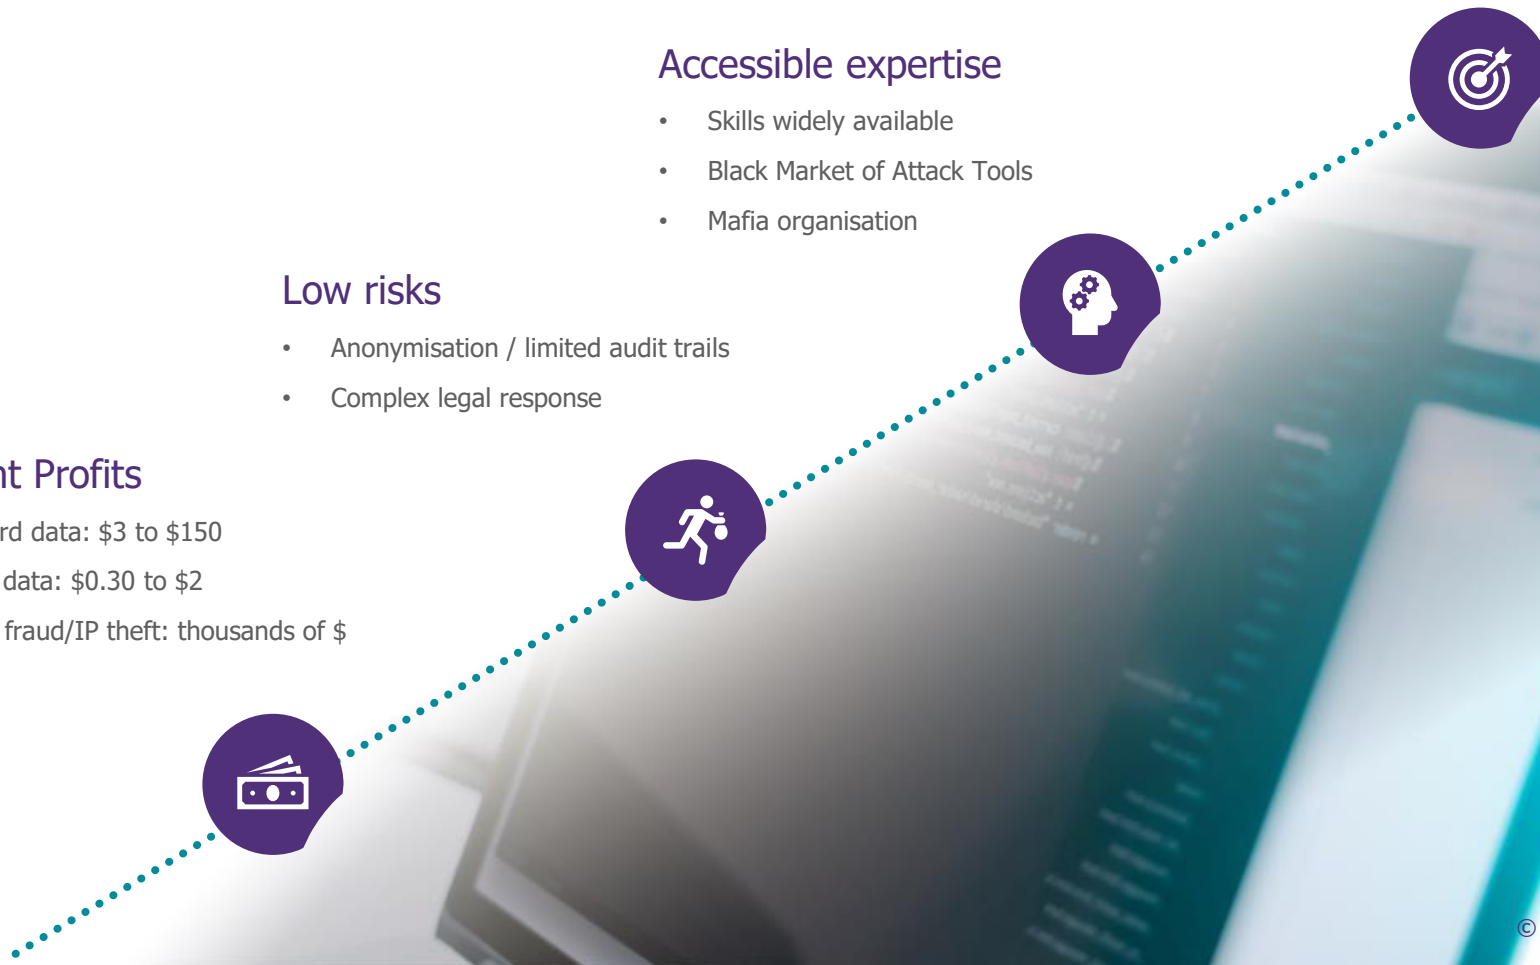 Accessible expertise
• Skills widely available
• Black Market of Attack Tools
• Mafia organisation
Low risks
• Anonymisation / limited audit trails
• Complex legal response
nt Profits
rd data: $3 to $150
data: $0.30 to $2
fraud/IP theft: thousands of $
©